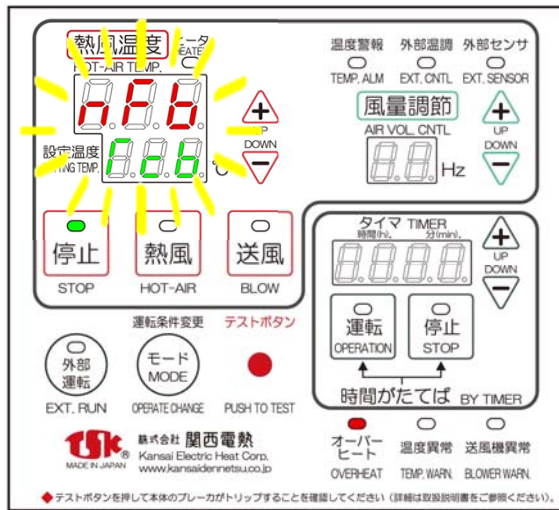 熱風温度 ヒータ
HOT-AIR TEMP. HEATER
nFb
設定温度
SETTING TEMP.
Ccb ℃
+
UP
DOWN
−
停止
STOP
熱風
HOT-AIR
送風
BLOW
温度警報 外部温調 外部センサ
TEMP. ALM EXT. CNTL EXT. SENSOR
風量調節
AIR VOL. CNTL
8.8. Hz
+
UP
DOWN
−
タイマ TIMER
時間(h). 分(min).
8.8.8.8.
+
UP
DOWN
−
運転
OPERATION
停止
STOP
時間がたてば BY TIMER
運転条件変更 テストボタン
外部
運転
EXT. RUN
モード
MODE
OPERATE CHANGE
PUSH TO TEST
オーバー
ヒート
OVERHEAT
温度異常
TEMP. WARN.
送風機異常
BLOWER WARN.
TSK
MADE IN JAPAN
株式会社 関西電熱
Kansai Electric Heat Corp.
www.kansaidennetsu.co.jp
◆テストボタンを押して本体のブレーカがトリップすることを確認してください(詳細は取扱説明書をご参照ください)。